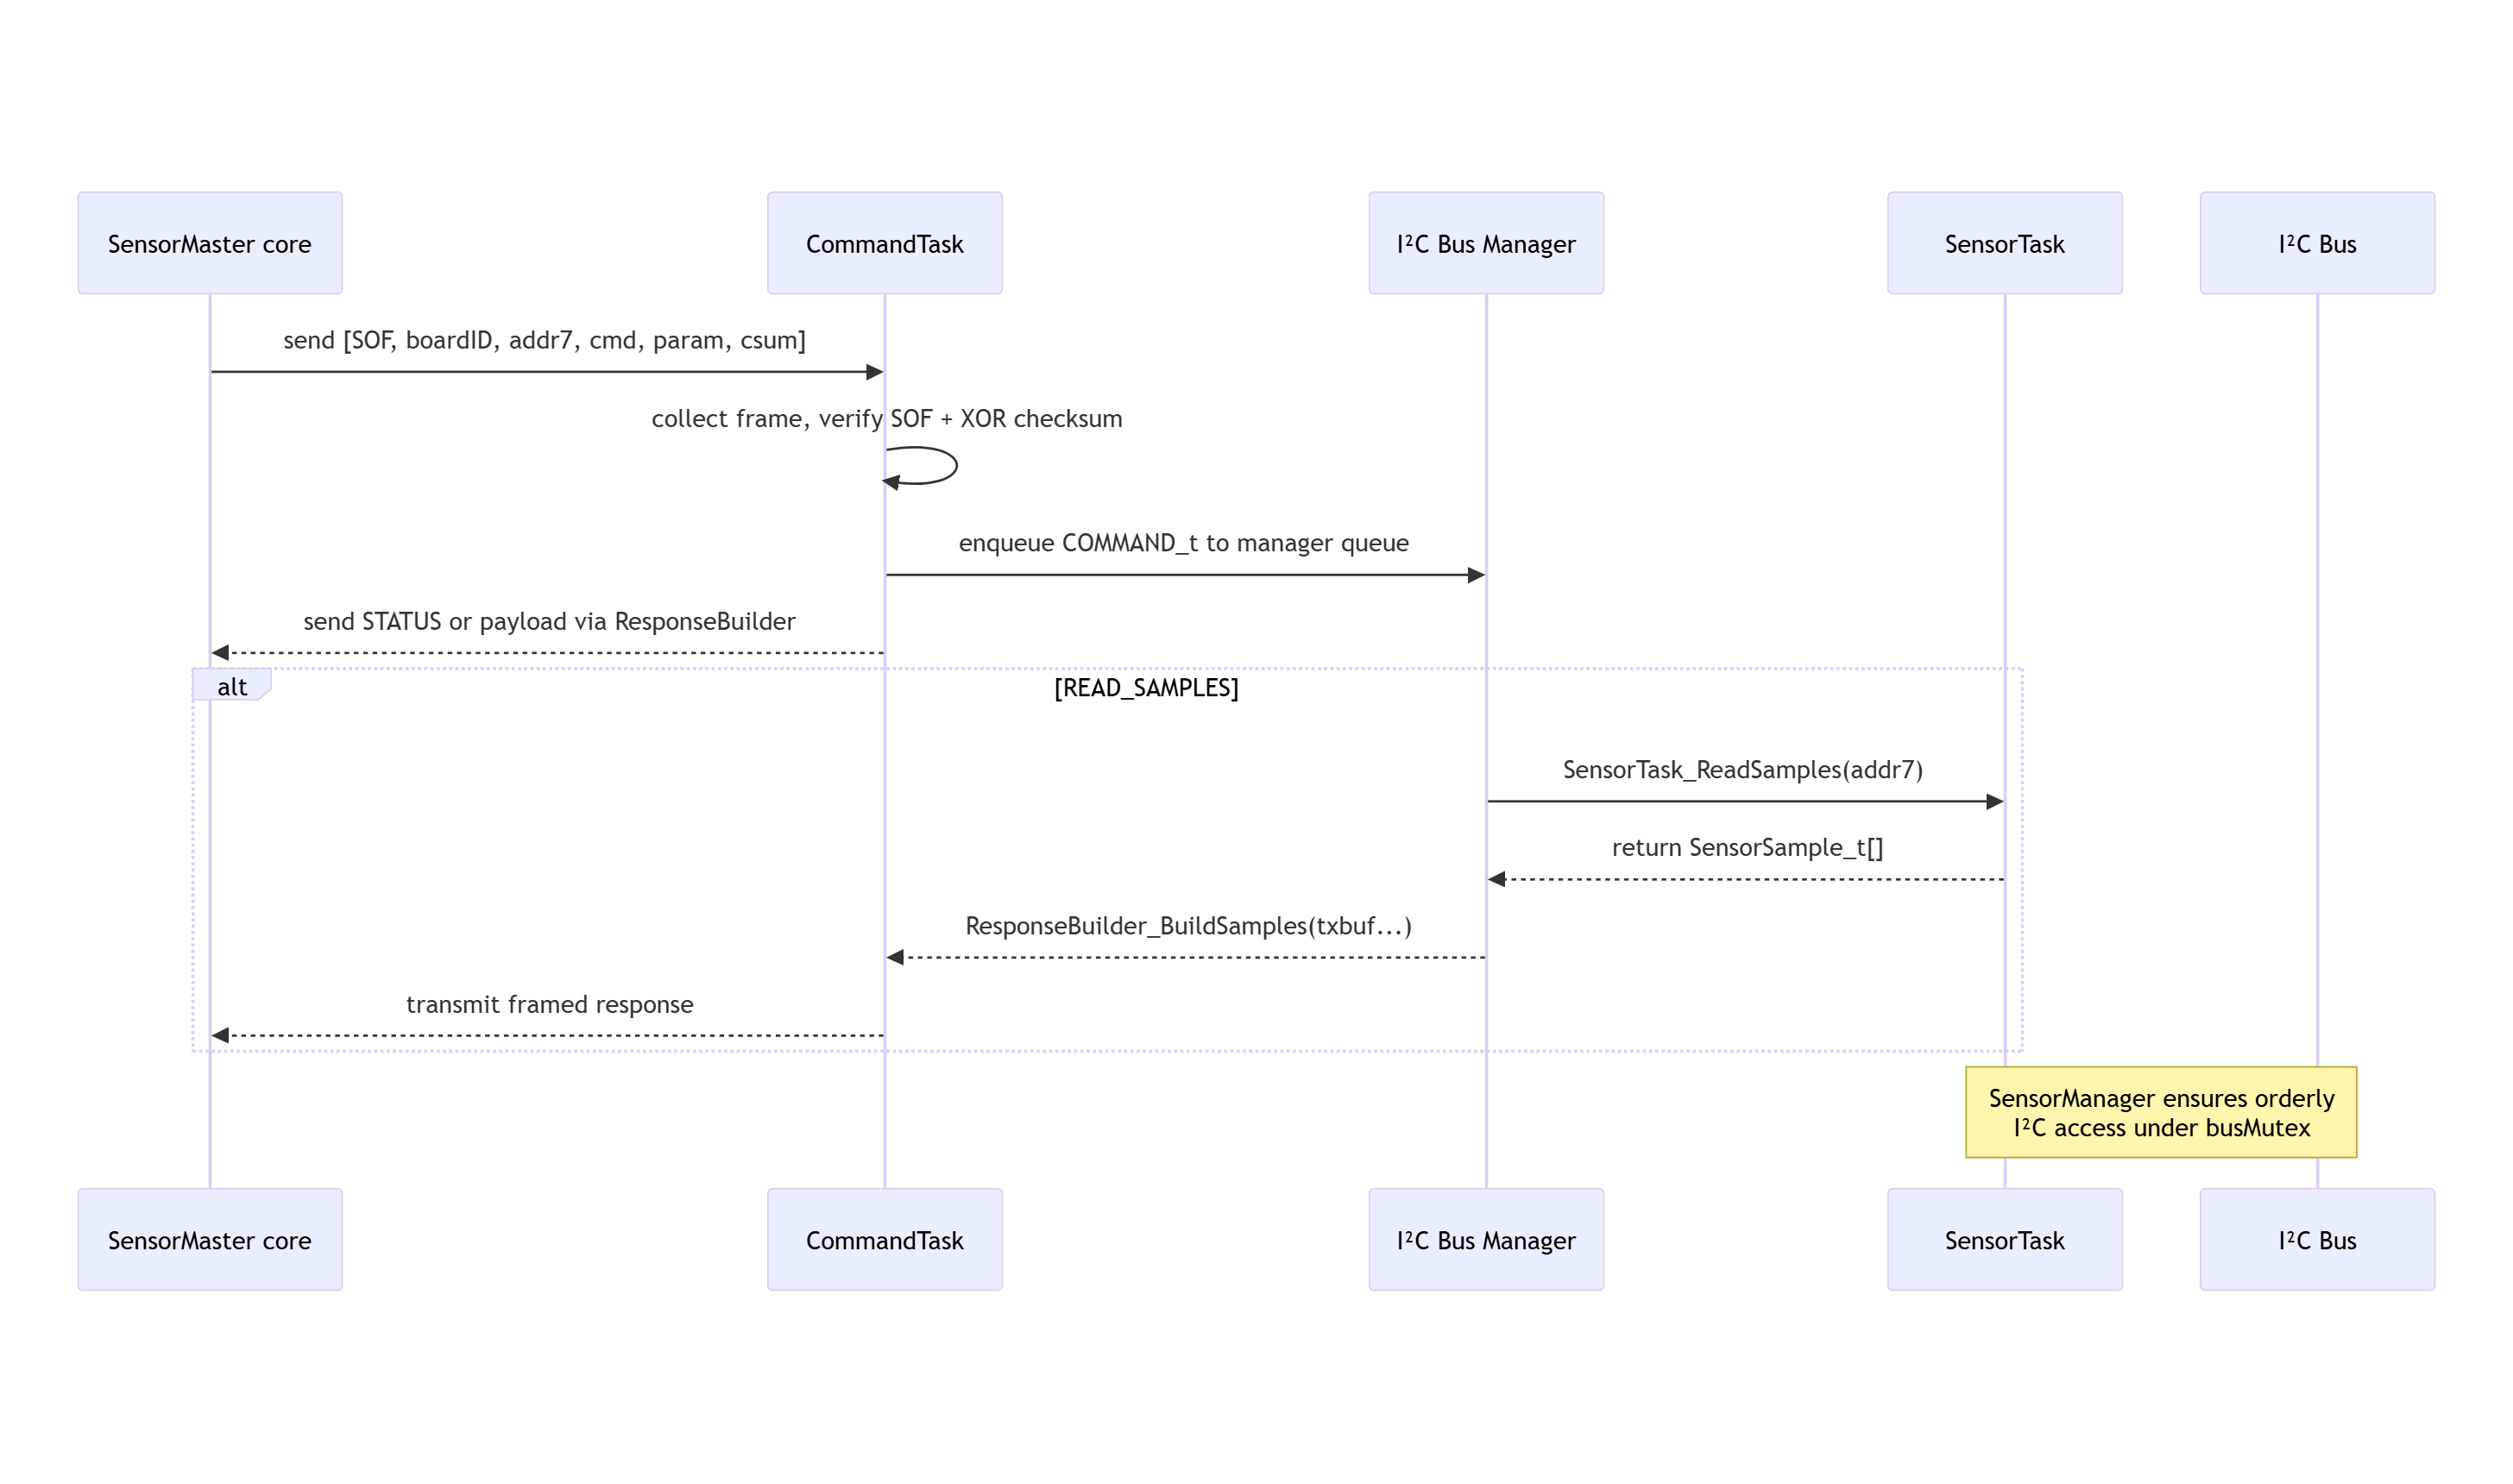 SensorMaster core
CommandTask
I²C Bus Manager
SensorTask
I²C Bus
send [SOF, boardID, addr7, cmd, param, csum]
collect frame, verify SOF + XOR checksum
enqueue COMMAND_t to manager queue
send STATUS or payload via ResponseBuilder
alt
[READ_SAMPLES]
SensorTask_ReadSamples(addr7)
return SensorSample_t[]
ResponseBuilder_BuildSamples(txbuf...)
transmit framed response
SensorManager ensures orderly
I²C access under busMutex
SensorMaster core
CommandTask
I²C Bus Manager
SensorTask
I²C Bus